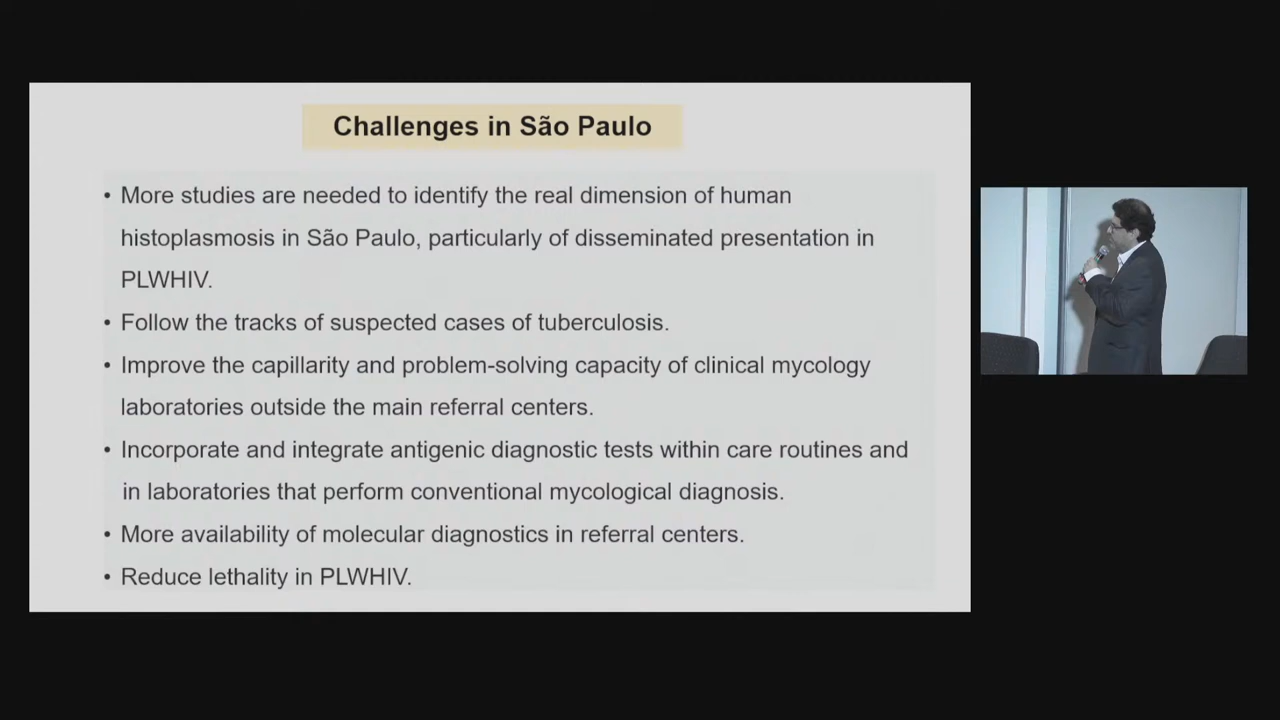 Challenges in São Paulo
• More studies are needed to identify the real dimension of human
histoplasmosis in São Paulo, particularly of disseminated presentation in
PLWHIV.
• Follow the tracks of suspected cases of tuberculosis.
• Improve the capillarity and problem-solving capacity of clinical mycology
laboratories outside the main referral centers.
• Incorporate and integrate antigenic diagnostic tests within care routines and
in laboratories that perform conventional mycological diagnosis.
• More availability of molecular diagnostics in referral centers.
• Reduce lethality in PLWHIV.